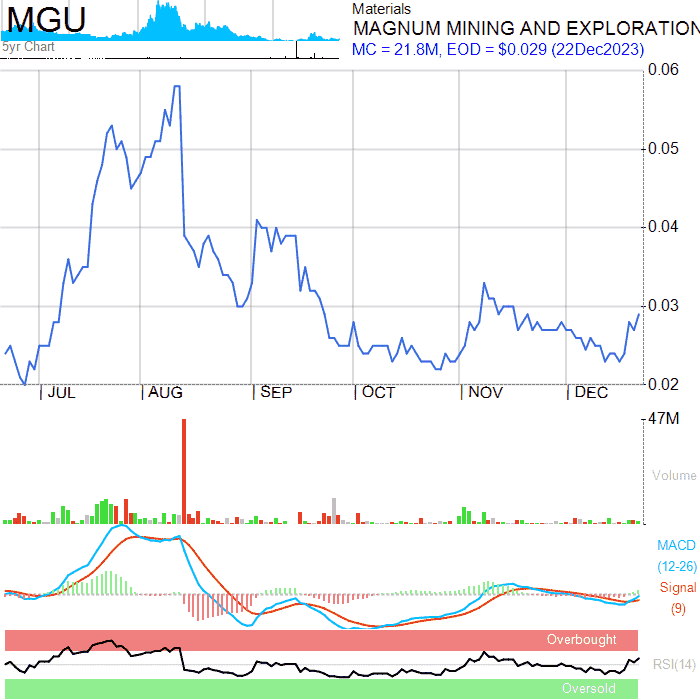 MGU
5yr Chart
Materials
MAGNUM MINING AND EXPLORATION
MC = 21.8M, EOD = $0.029 (22Dec2023)
0.06
0.05
0.04
0.03
0.02
JUL AUG SEP OCT NOV DEC
47M
Volume
MACD
(12-26)
Signal
(9)
Overbought
RSI(14)
Oversold